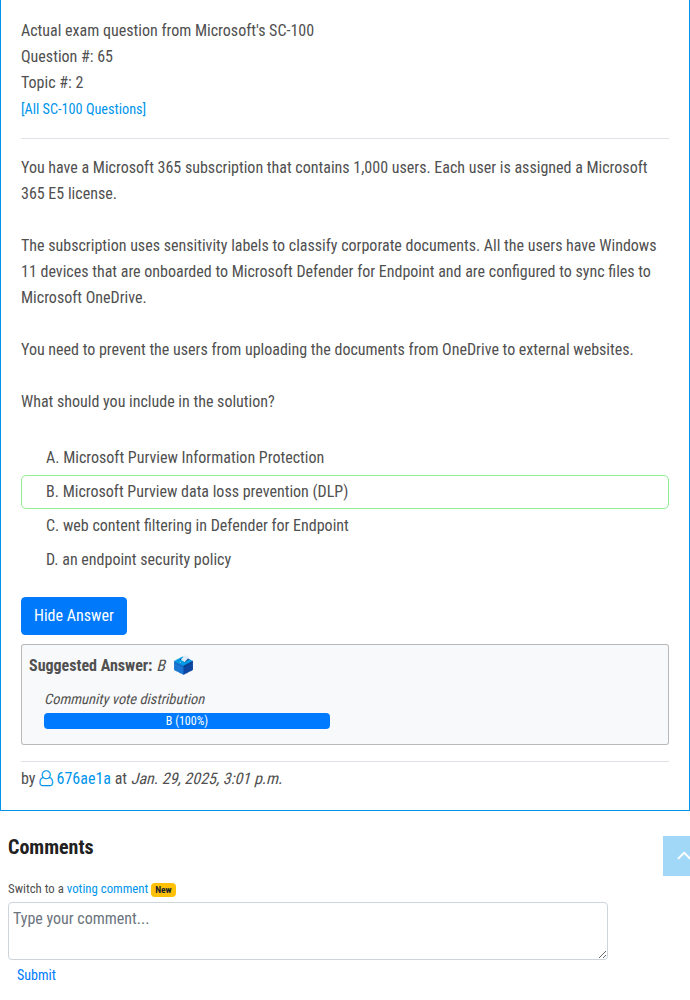 Actual exam question from Microsoft's SC-100
Question #: 65
Topic #: 2
[All SC-100 Questions]
You have a Microsoft 365 subscription that contains 1,000 users. Each user is assigned a Microsoft
365 E5 license.
The subscription uses sensitivity labels to classify corporate documents. All the users have Windows
11 devices that are onboarded to Microsoft Defender for Endpoint and are configured to sync files to
Microsoft OneDrive.
You need to prevent the users from uploading the documents from OneDrive to external websites.
What should you include in the solution?
A. Microsoft Purview Information Protection
B. Microsoft Purview data loss prevention (DLP)
C. web content filtering in Defender for Endpoint
D. an endpoint security policy
Hide Answer
Suggested Answer: B
Community vote distribution
B (100%)
by 676ae1a at Jan. 29, 2025, 3:01 p.m.
Comments
Switch to a voting comment New
Type your comment...
Submit